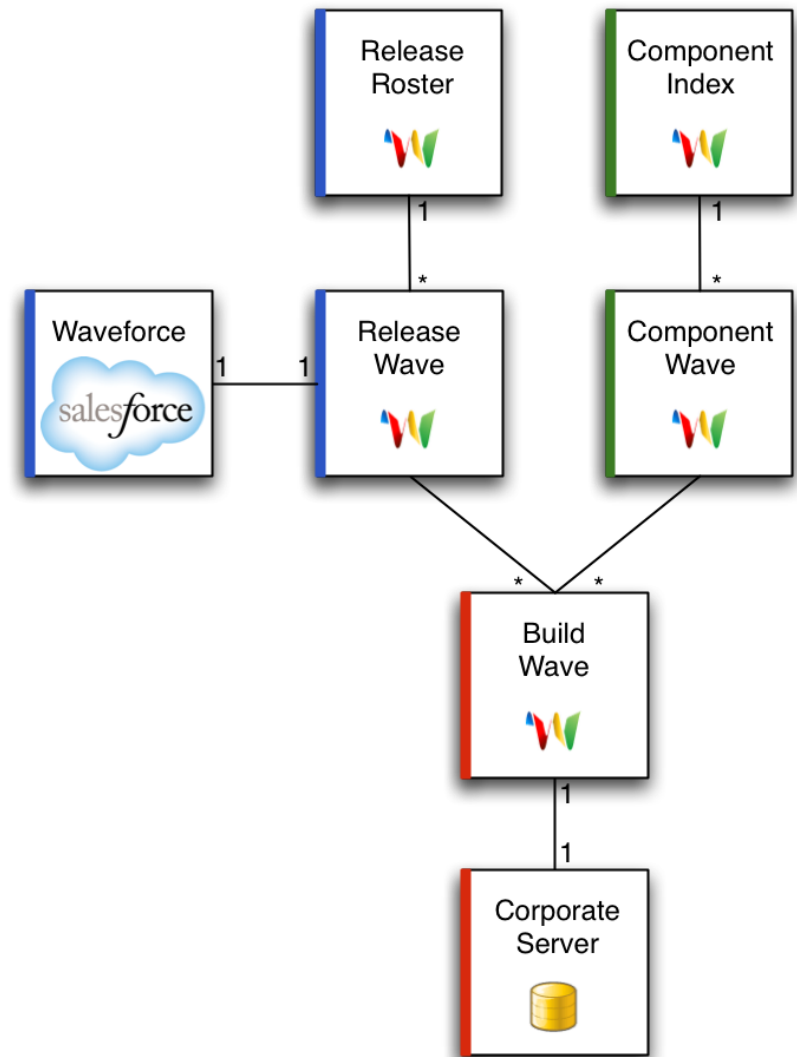 Release
Roster
Component
Index
1
1
*
*
Waveforce
salesforce
1
1
Release
Wave
Component
Wave
*
*
Build
Wave
1
1
Corporate
Server